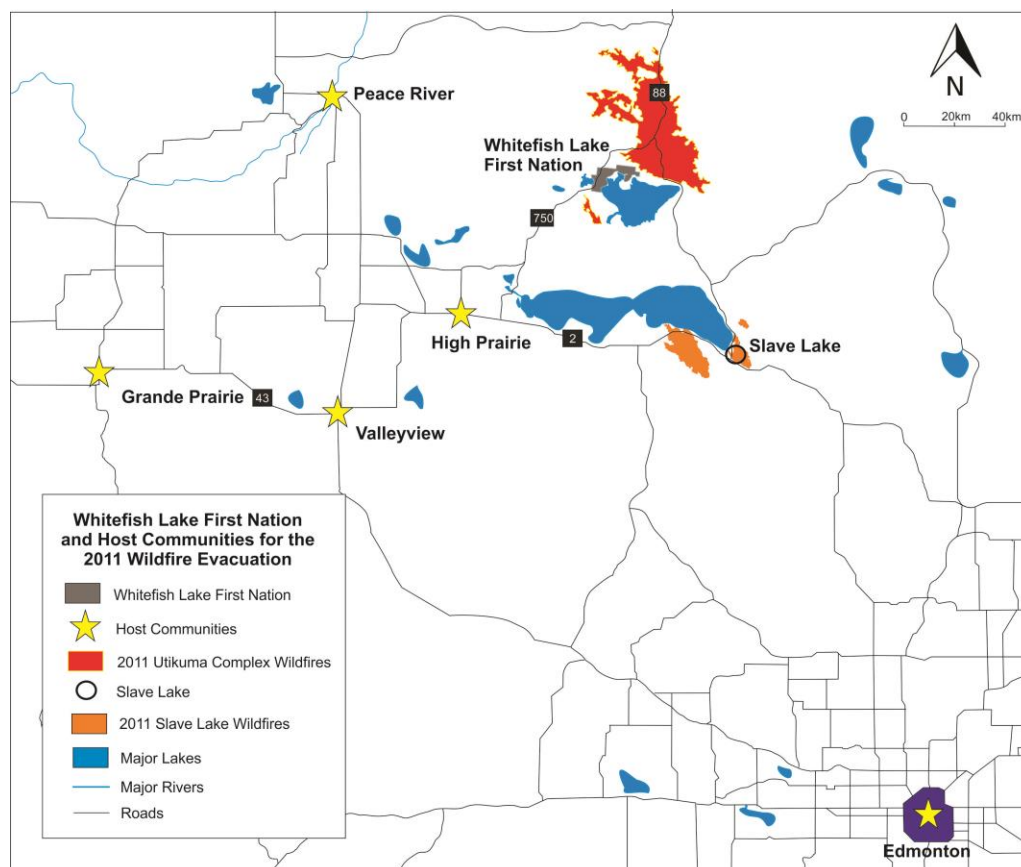 Peace River
88
N
0 20km 40km
Whitefish Lake
First Nation
750
High Prairie
2
Slave Lake
Grande Prairie
43
Valleyview
Whitefish Lake First Nation
and Host Communities for the
2011 Wildfire Evacuation
Whitefish Lake First Nation
Host Communities
2011 Utikuma Complex Wildfires
Slave Lake
2011 Slave Lake Wildfires
Major Lakes
Major Rivers
Roads
Edmonton